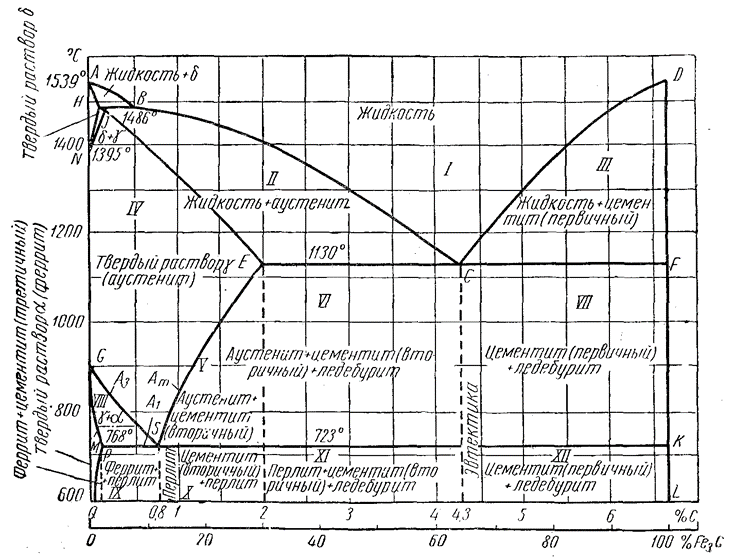 °C
1539°
A
Жидкость+δ
D
H
B
J
1486°
Твердый раствор δ
δ+γ
1400
N
1395°
Жидкость
I
II
III
IV
Жидкость+аустенит
Жидкость+цемен
тит(первичный)
1200
1130°
Твердый раствор γ
(аустенит)
E
C
F
VI
VII
1000
V
G
Аустенит+цементит(вто
ричный)+ледебурит
Цементит(первичный)
+ледебурит
A₃
Am
A₁
Аустенит+
цементит
(вторичный)
VIII
γ+α
800
768°
S
723°
M
P
K
Эвтектика
Феррит+цементит(третичный)
Твердый раствор α(феррит)
Феррит+
+перлит
IX
Перлит
Цементит
(вторичный)
+перлит
X
XI
Перлит+цементит(вто
ричный)+ледебурит
XII
Цементит(первичный)
+ледебурит
600
L
Q 0,8 1 2 3 4 4,3 5 6 %C
0 20 40 60 80 100 %Fe₃C